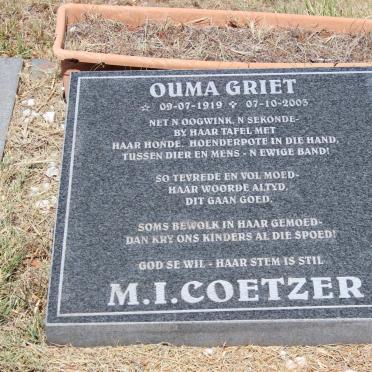 OUMA GRIET
☆ 09-07-1919 ✞ 07-10-2005
NET N OOGWINK, N SEKONDE-
BY HAAR TAFEL MET
HAAR HONDE. HOENDERPOTE IN DIE HAND,
TUSSEN DIER EN MENS - N EWIGE BAND!
SO TEVREDE EN VOL MOED-
HAAR WOORDE ALTYD,
DIT GAAN GOED.
SOMS BEWOLK IN HAAR GEMOED-
DAN KRY ONS KINDERS AL DIE SPOED!
GOD SE WIL - HAAR STEM IS STIL
M.I.COETZER